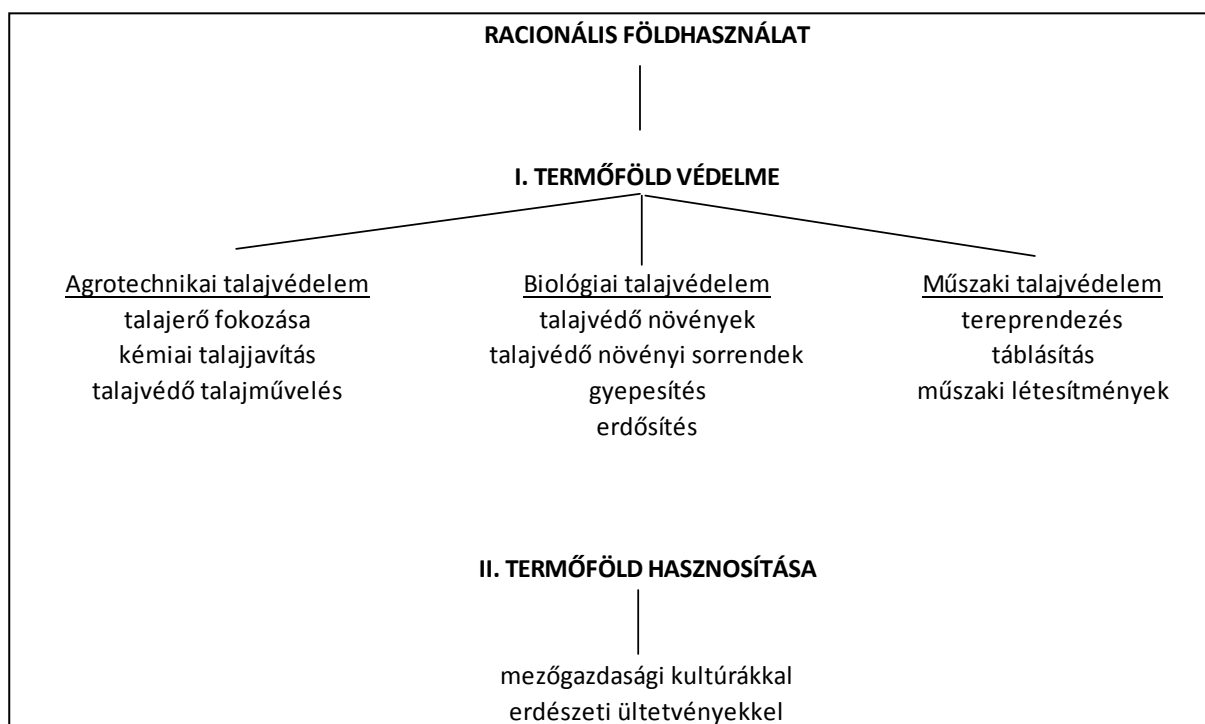 RACIONÁLIS FÖLDHASZNÁLAT
I. TERMŐFÖLD VÉDELME
Agrotechnikai talajvédelem
talajerő fokozása
kémiai talajjavítás
talajvédő talajművelés
Biológiai talajvédelem
talajvédő növények
talajvédő növényi sorrendek
gyepesítés
erdősítés
Műszaki talajvédelem
tereprendezés
táblásítás
műszaki létesítmények
II. TERMŐFÖLD HASZNOSÍTÁSA
mezőgazdasági kultúrákkal
erdészeti ültetvényekkel